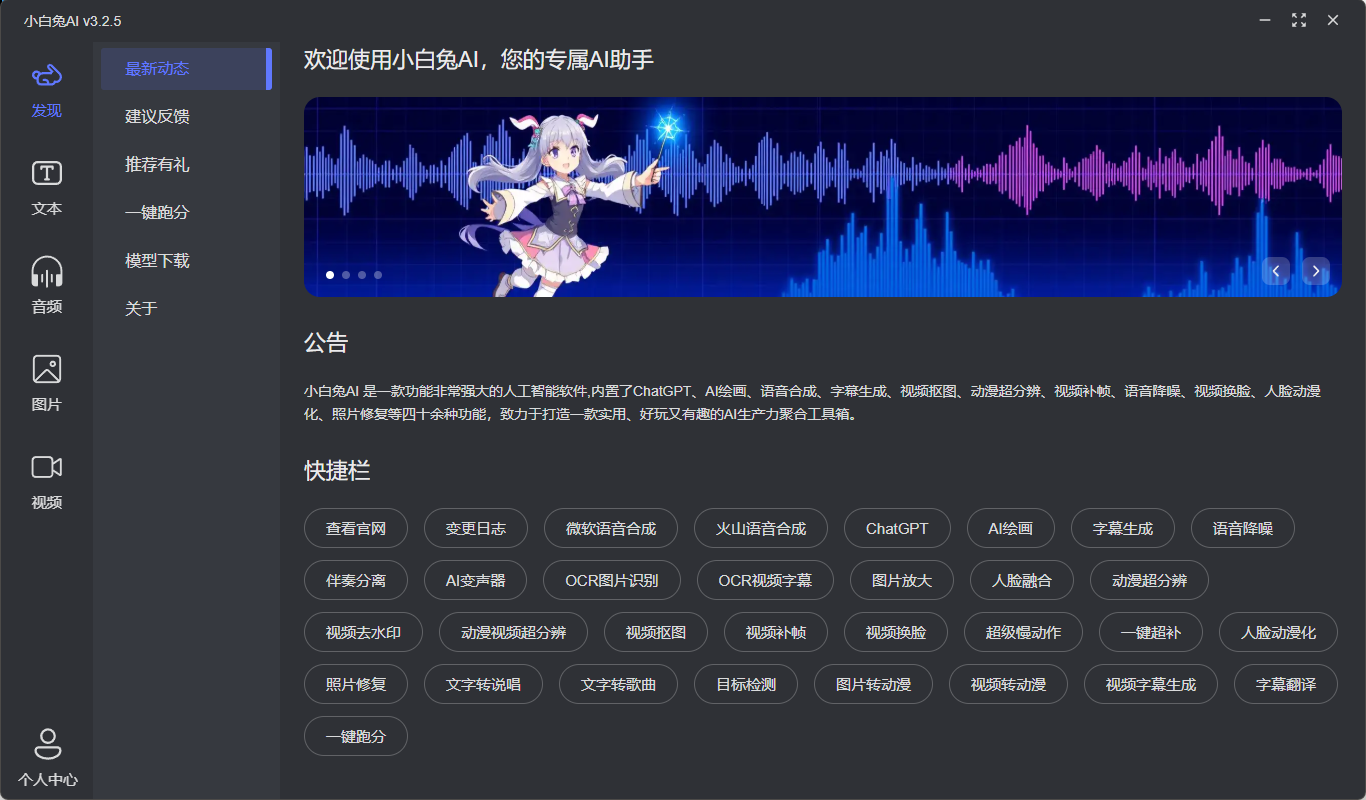 小白兔AI v3.2.5
发现
文本
音频
图片
视频
个人中心
最新动态
建议反馈
推荐有礼
一键跑分
模型下载
关于
欢迎使用小白兔AI，您的专属AI助手
公告
小白兔AI 是一款功能非常强大的人工智能软件,内置了ChatGPT、AI绘画、语音合成、字幕生成、视频抠图、动漫超分辨、视频补帧、语音降噪、视频换脸、人脸动漫
化、照片修复等四十余种功能，致力于打造一款实用、好玩又有趣的AI生产力聚合工具箱。
快捷栏
查看官网 变更日志 微软语音合成 火山语音合成 ChatGPT AI绘画 字幕生成 语音降噪
伴奏分离 AI变声器 OCR图片识别 OCR视频字幕 图片放大 人脸融合 动漫超分辨
视频去水印 动漫视频超分辨 视频抠图 视频补帧 视频换脸 超级慢动作 一键超补 人脸动漫化
照片修复 文字转说唱 文字转歌曲 目标检测 图片转动漫 视频转动漫 视频字幕生成 字幕翻译
一键跑分